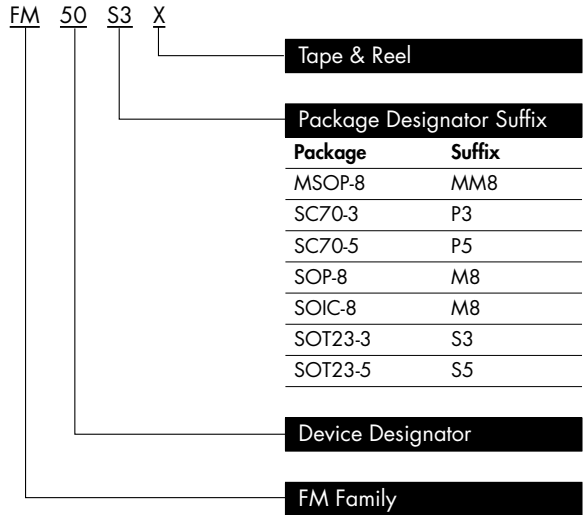 FM 50 S3 X
Tape & Reel
Package Designator Suffix
Package Suffix
MSOP-8 MM8
SC70-3 P3
SC70-5 P5
SOP-8 M8
SOIC-8 M8
SOT23-3 S3
SOT23-5 S5
Device Designator
FM Family